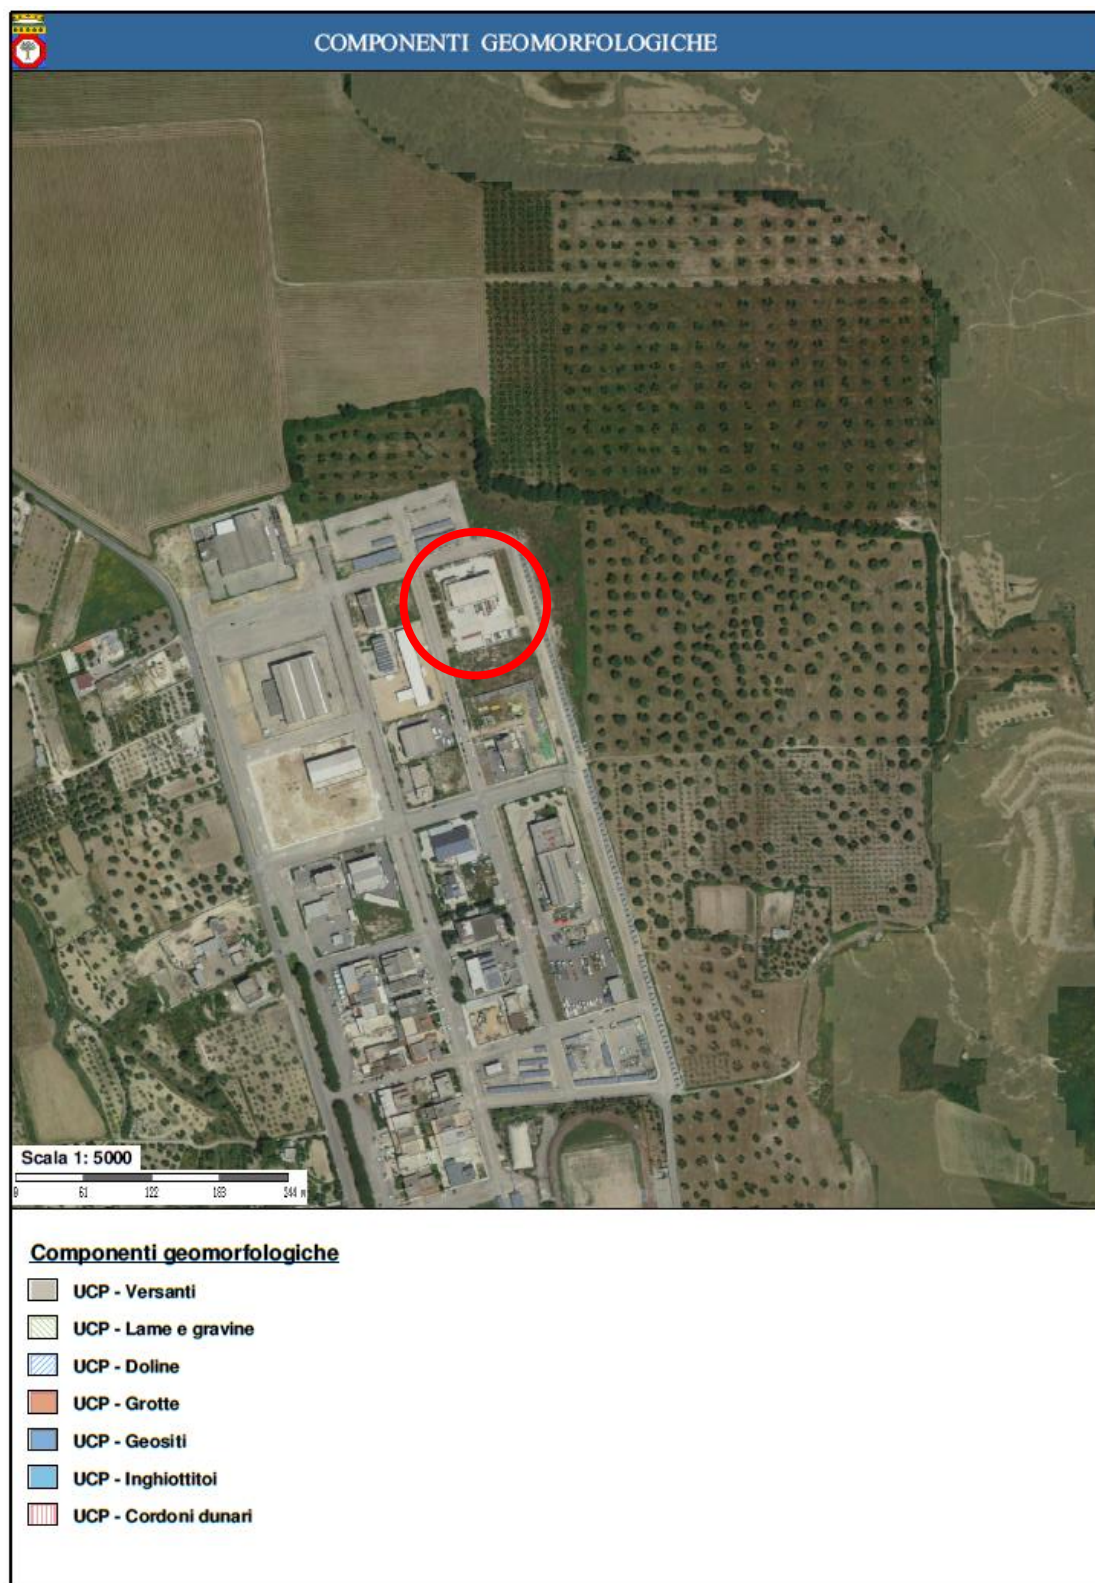 COMPONENTI GEOMORFOLOGICHE
Scala 1: 5000
0 61 122 183 244 m
Componenti geomorfologiche
UCP - Versanti
UCP - Lame e gravine
UCP - Doline
UCP - Grotte
UCP - Geositi
UCP - Inghiottitoi
UCP - Cordoni dunari